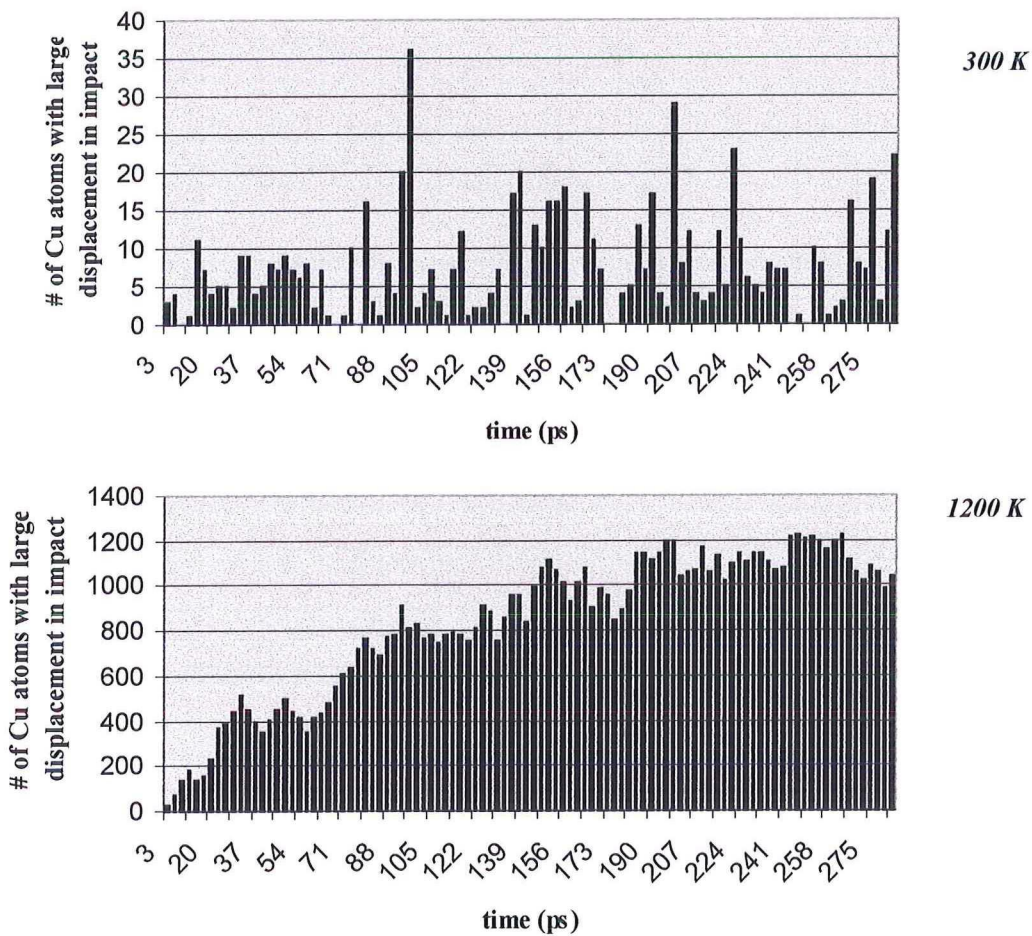 300 K
# of Cu atoms with large
displacement in impact
40
35
30
25
20
15
10
5
0
3 20 37 54 71 88 105 122 139 156 173 190 207 224 241 258 275
time (ps)
1200 K
# of Cu atoms with large
displacement in impact
1400
1200
1000
800
600
400
200
0
3 20 37 54 71 88 105 122 139 156 173 190 207 224 241 258 275
time (ps)